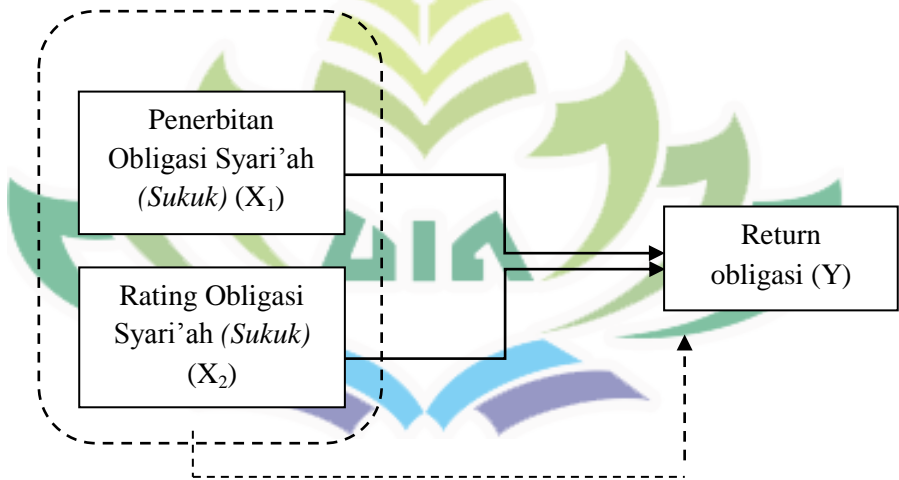 Penerbitan
Obligasi Syari’ah
(Sukuk) (X₁)
Return
obligasi (Y)
Rating Obligasi
Syari’ah (Sukuk)
(X₂)